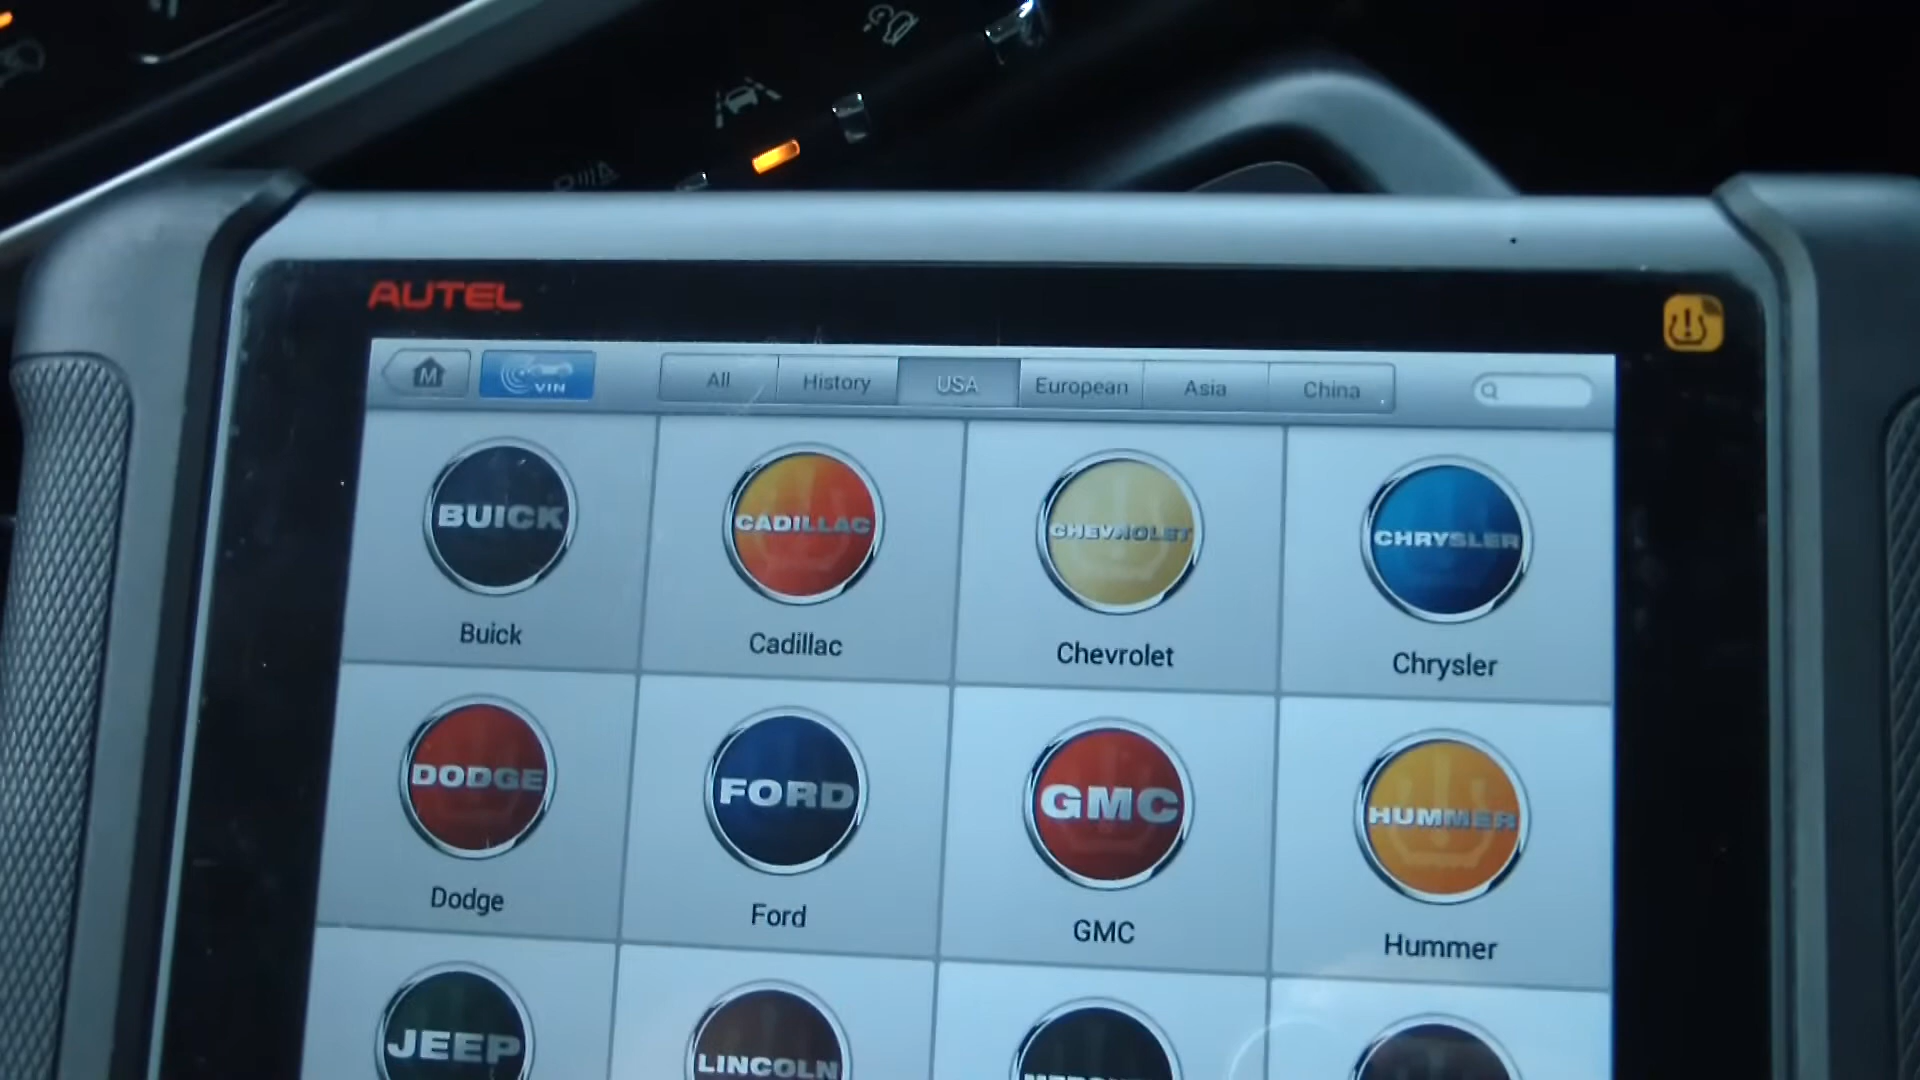 AUTEL
M VIN All History USA European Asia China
BUICK CADILLAC CHEVROLET CHRYSLER
Buick Cadillac Chevrolet Chrysler
DODGE FORD GMC HUMMER
Dodge Ford GMC Hummer
JEEP LINCOLN